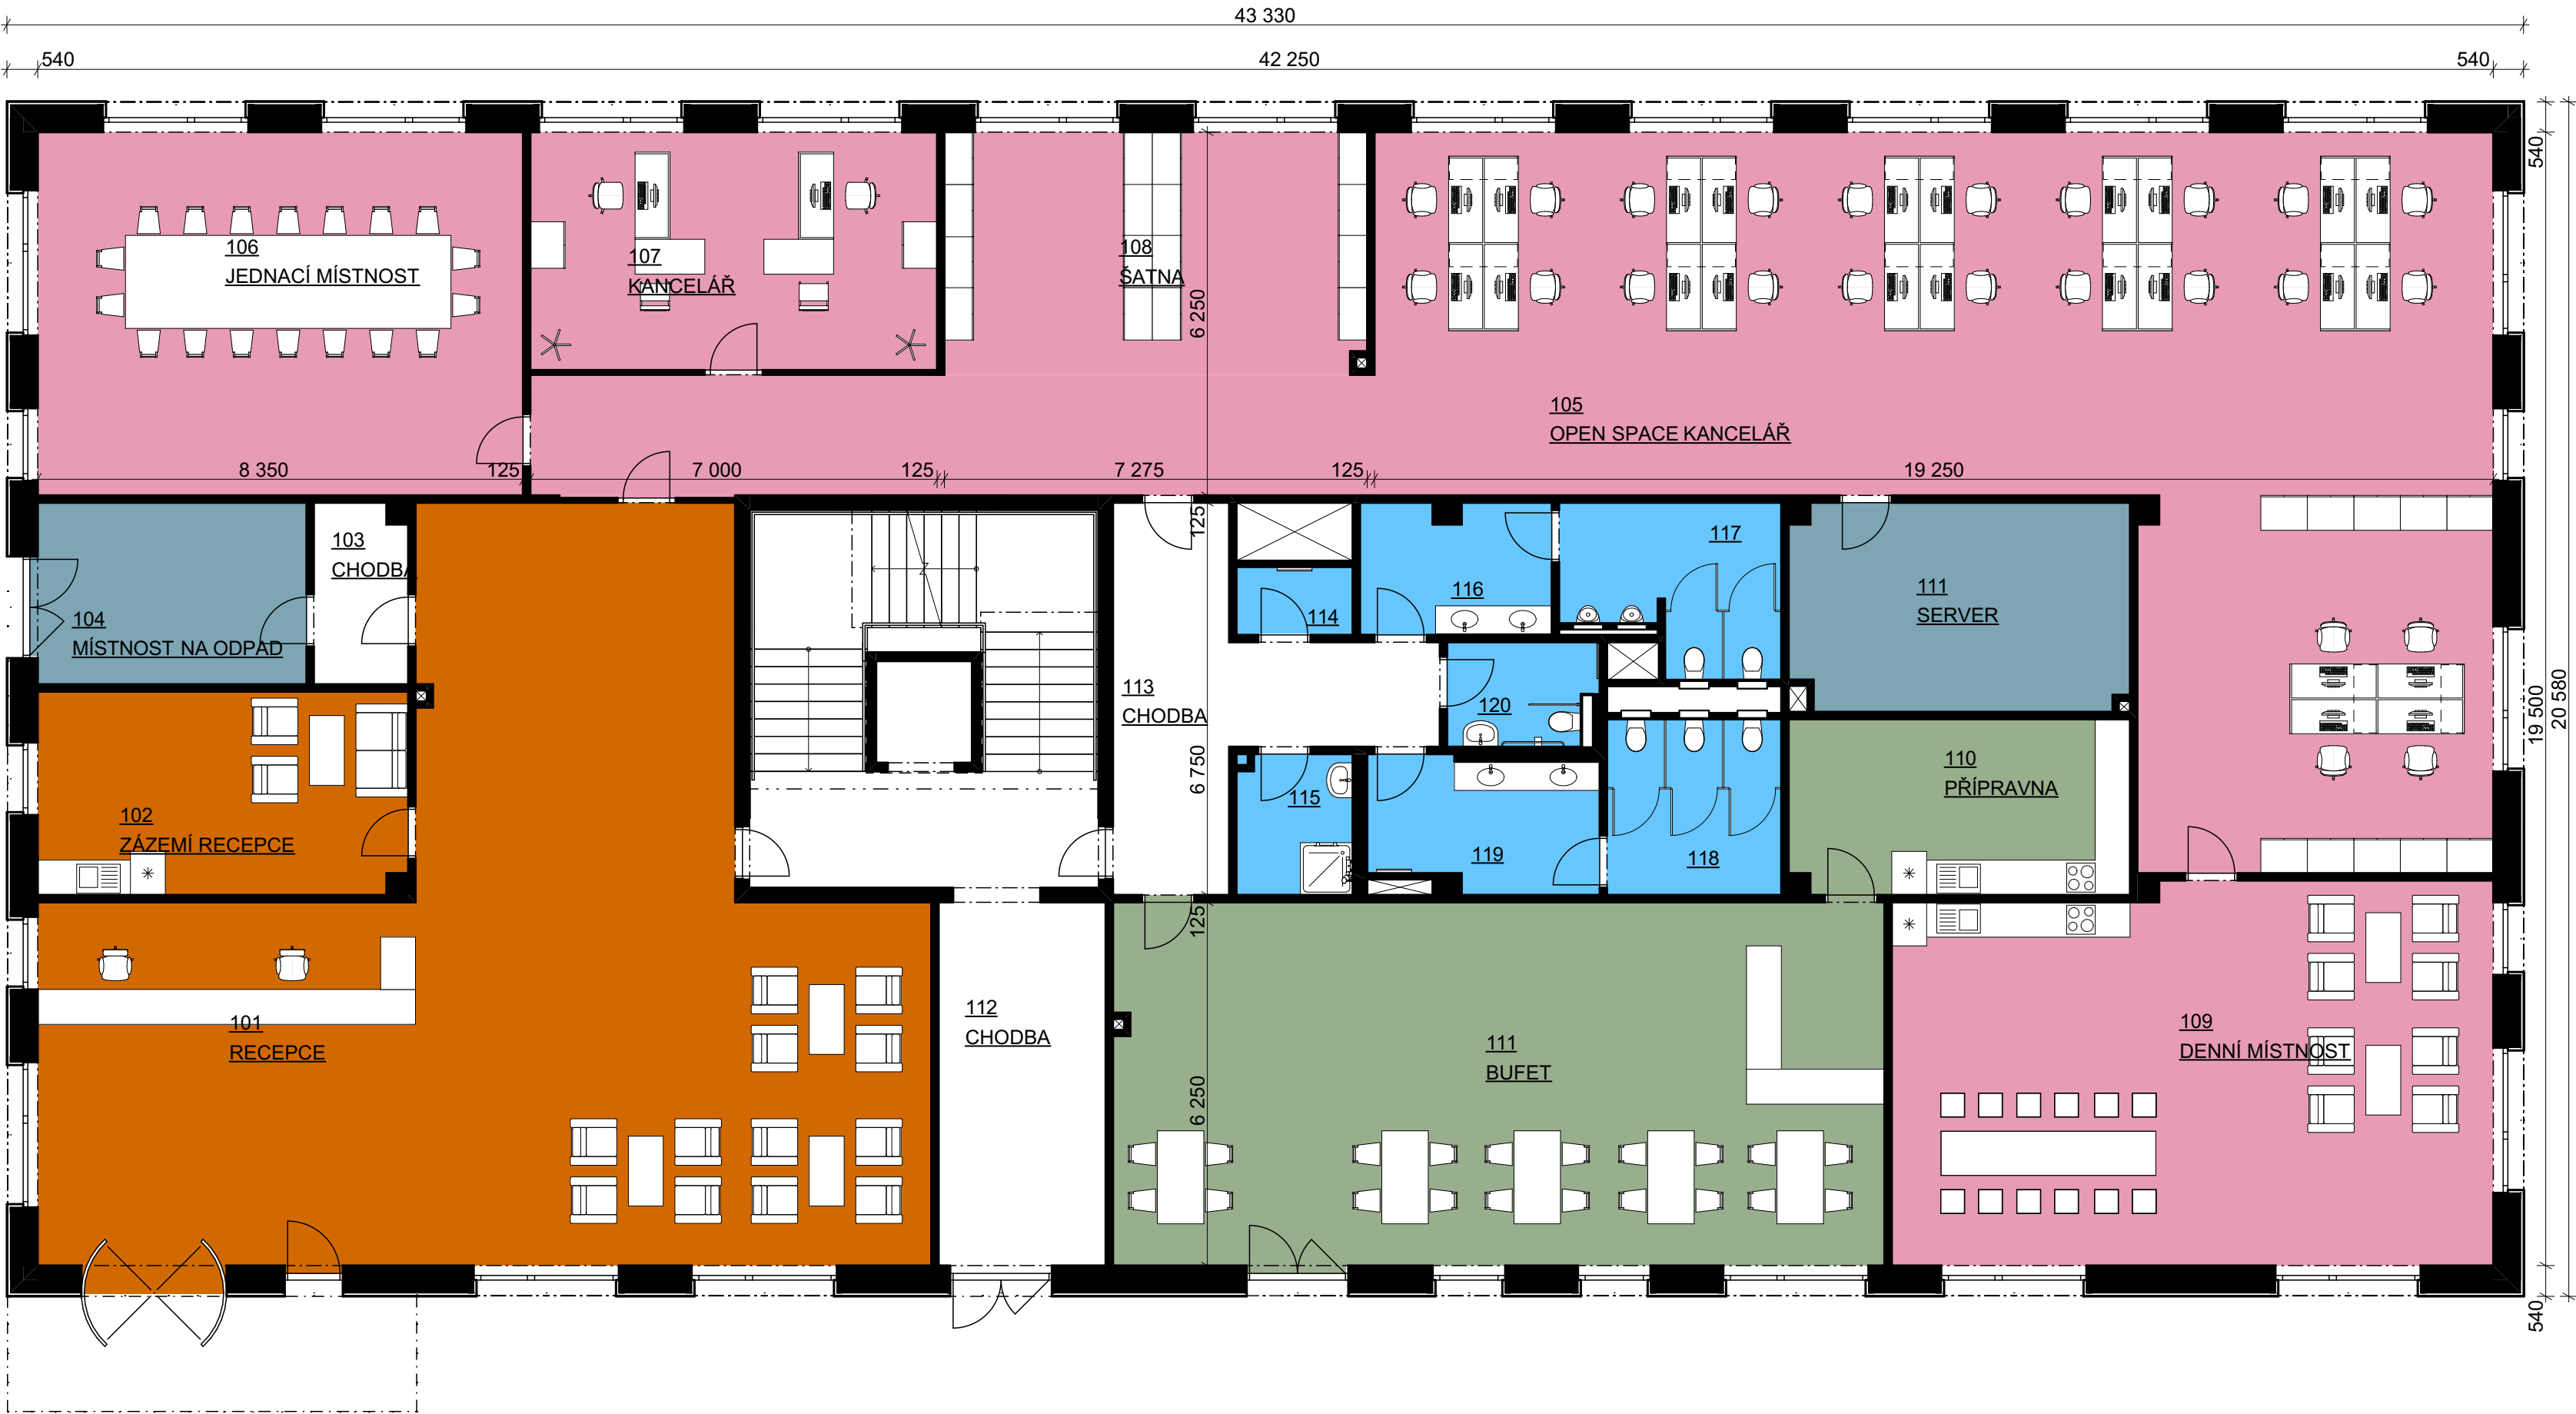 43 330
540
42 250
540
540
106
JEDNACÍ MÍSTNOST
107
KANCELÁŘ
108
ŠATNA
6 250
105
OPEN SPACE KANCELÁŘ
8 350
125
7 000
125
7 275
125
19 250
125
103
CHODBA
104
MÍSTNOST NA ODPAD
114
116
117
111
SERVER
113
CHODBA
120
19 500
20 580
6 750
110
PŘÍPRAVNA
102
ZÁZEMÍ RECEPCE
115
119
118
125
101
RECEPCE
112
CHODBA
111
BUFET
109
DENNÍ MÍSTNOST
6 250
540